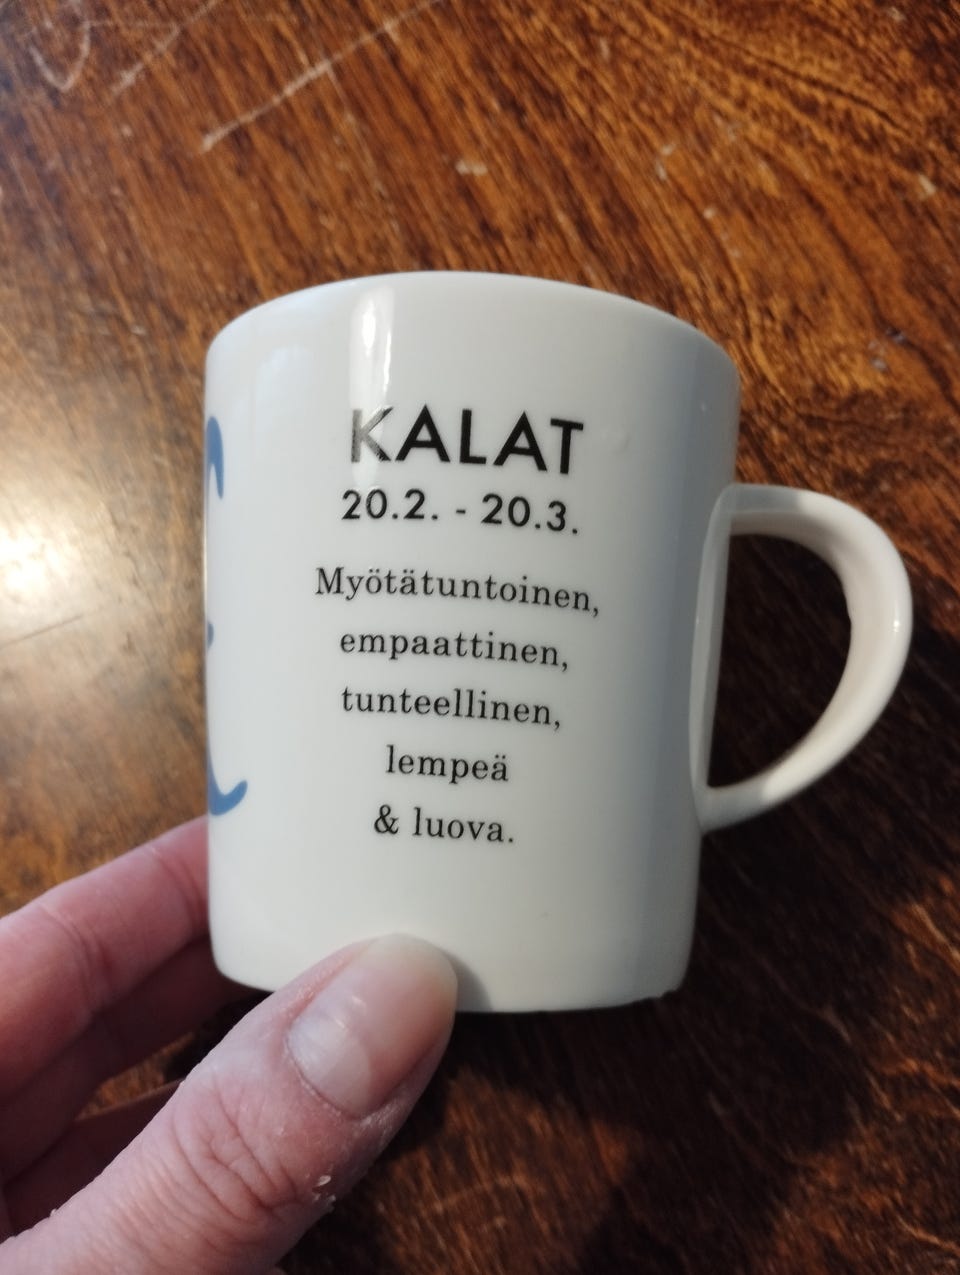 KALAT
20.2. - 20.3.
Myötätuntoinen,
empaattinen,
tunteellinen,
lempeä
& luova.